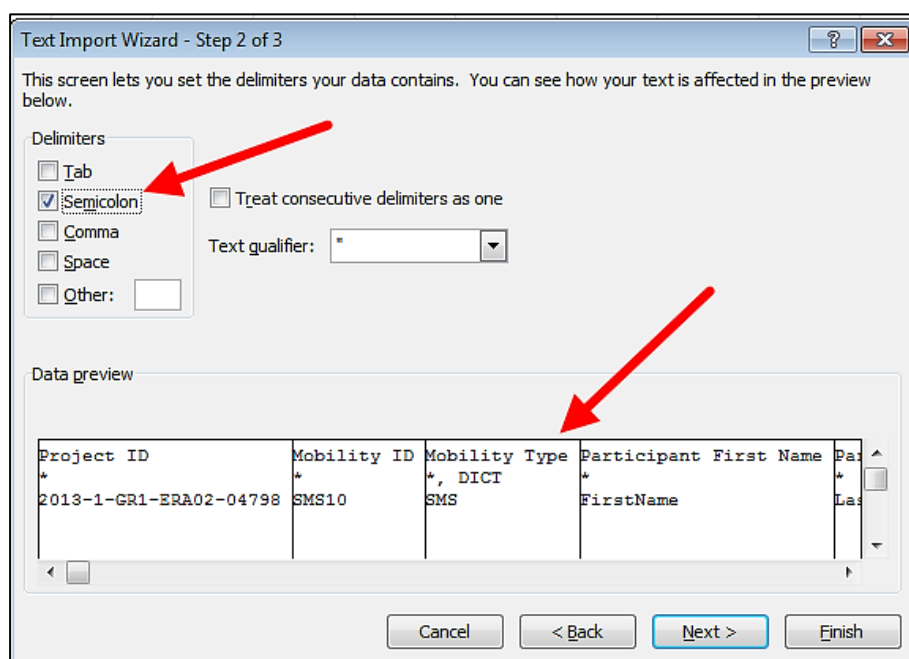 Text Import Wizard - Step 2 of 3
This screen lets you set the delimiters your data contains. You can see how your text is affected in the preview
below.
Delimiters
Tab
Semicolon
Comma
Space
Other:
Treat consecutive delimiters as one
Text qualifier: "
Data preview
Project ID Mobility ID Mobility Type Participant First Name Par
* * *, DICT * *
2013-1-GR1-ERA02-04798 SMS10 SMS FirstName Las
Cancel < Back Next > Finish